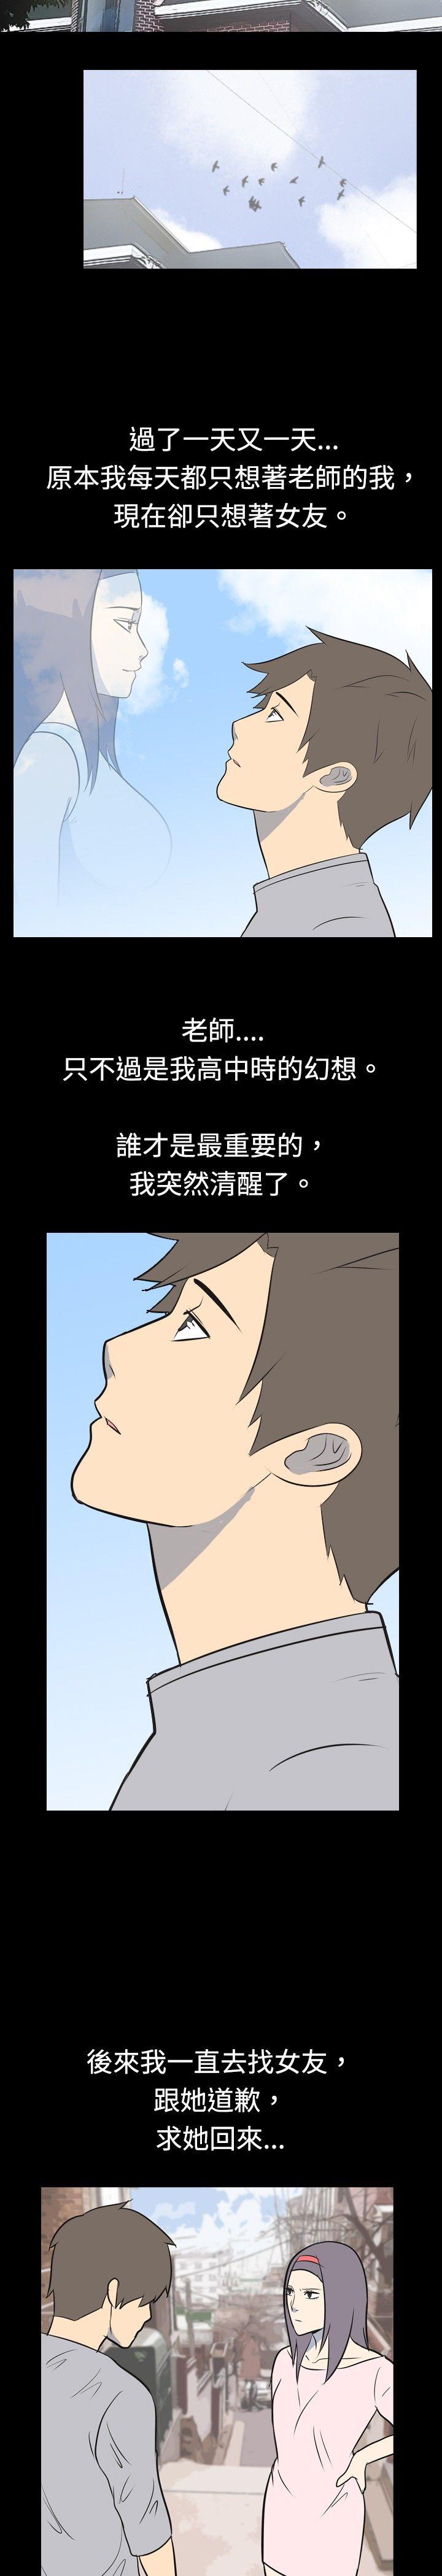 過了一天又一天...
原本我每天都只想著老師的我，
現在卻只想著女友。
老師....
只不過是我高中時的幻想。
誰才是最重要的，
我突然清醒了。
後來我一直去找女友，
跟她道歉，
求她回來...